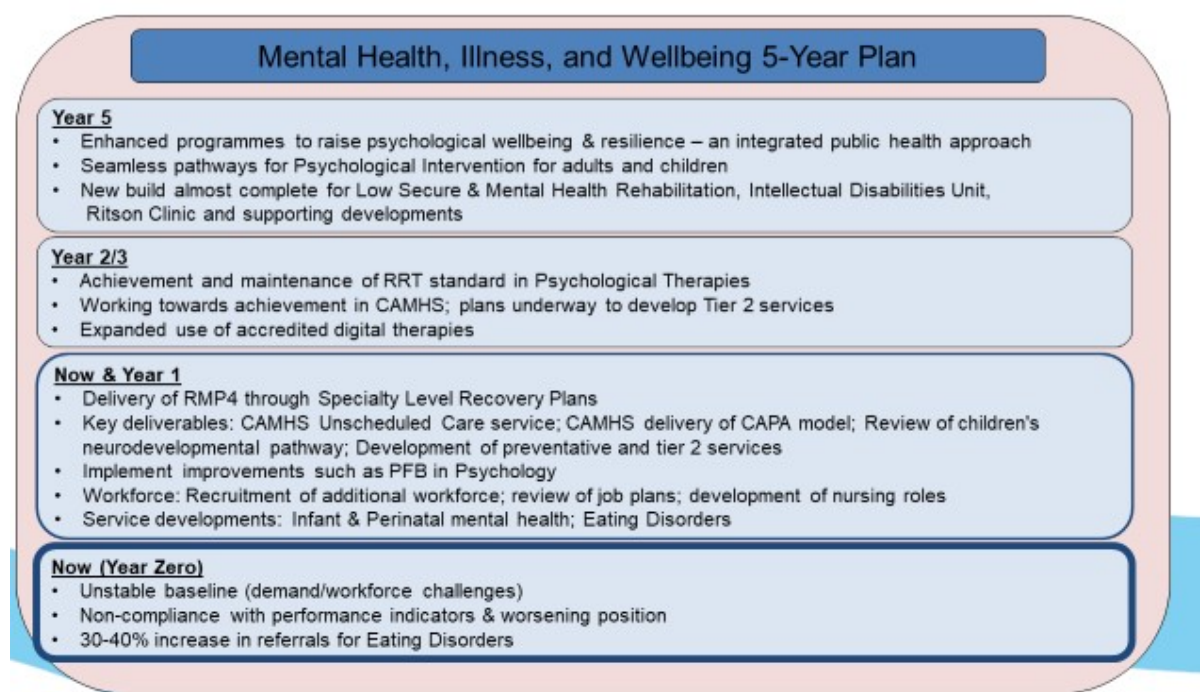 Mental Health, Illness, and Wellbeing 5-Year Plan
Year 5
• Enhanced programmes to raise psychological wellbeing & resilience – an integrated public health approach
• Seamless pathways for Psychological Intervention for adults and children
• New build almost complete for Low Secure & Mental Health Rehabilitation, Intellectual Disabilities Unit,
Ritson Clinic and supporting developments
Year 2/3
• Achievement and maintenance of RRT standard in Psychological Therapies
• Working towards achievement in CAMHS; plans underway to develop Tier 2 services
• Expanded use of accredited digital therapies
Now & Year 1
• Delivery of RMP4 through Specialty Level Recovery Plans
• Key deliverables: CAMHS Unscheduled Care service; CAMHS delivery of CAPA model; Review of children's
neurodevelopmental pathway; Development of preventative and tier 2 services
• Implement improvements such as PFB in Psychology
• Workforce: Recruitment of additional workforce; review of job plans; development of nursing roles
• Service developments: Infant & Perinatal mental health; Eating Disorders
Now (Year Zero)
• Unstable baseline (demand/workforce challenges)
• Non-compliance with performance indicators & worsening position
• 30-40% increase in referrals for Eating Disorders